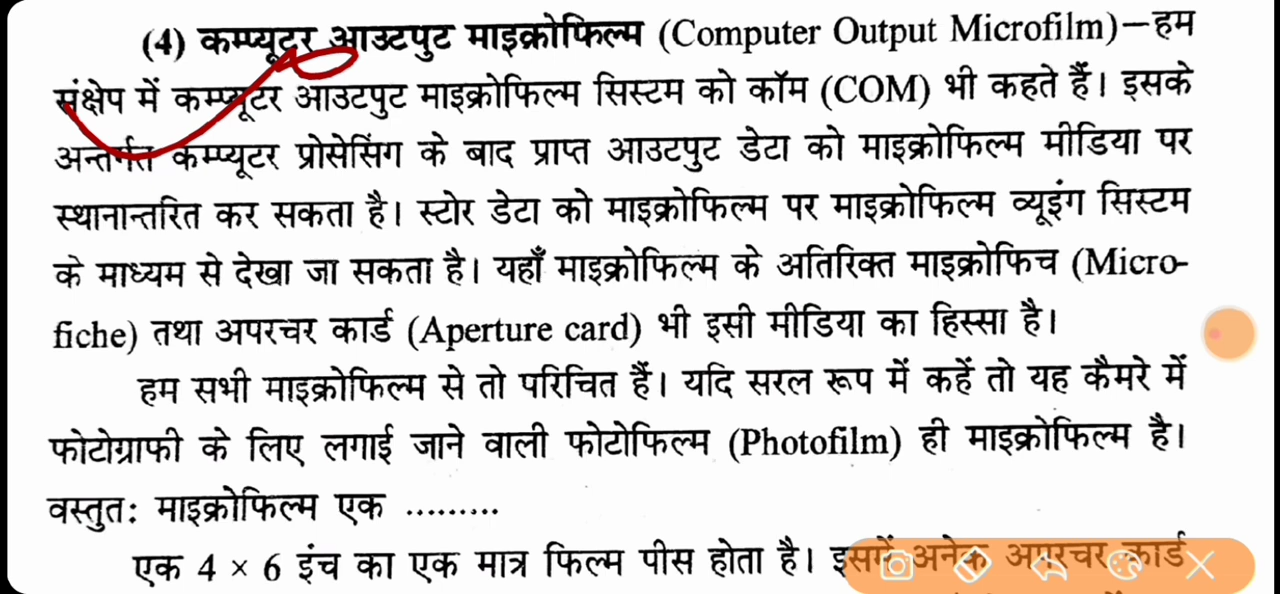 (4) कम्प्यूटर आउटपुट माइक्रोफिल्म (Computer Output Microfilm)—हम
संक्षेप में कम्प्यूटर आउटपुट माइक्रोफिल्म सिस्टम को कॉम (COM) भी कहते हैं। इसके
अन्तर्गत कम्प्यूटर प्रोसेसिंग के बाद प्राप्त आउटपुट डेटा को माइक्रोफिल्म मीडिया पर
स्थानान्तरित कर सकता है। स्टोर डेटा को माइक्रोफिल्म पर माइक्रोफिल्म व्यूइंग सिस्टम
के माध्यम से देखा जा सकता है। यहाँ माइक्रोफिल्म के अतिरिक्त माइक्रोफिच (Micro-
fiche) तथा अपरचर कार्ड (Aperture card) भी इसी मीडिया का हिस्सा है।
हम सभी माइक्रोफिल्म से तो परिचित हैं। यदि सरल रूप में कहें तो यह कैमरे में
फोटोग्राफी के लिए लगाई जाने वाली फोटोफिल्म (Photofilm) ही माइक्रोफिल्म है।
वस्तुतः माइक्रोफिल्म एक .........
एक 4 × 6 इंच का एक मात्र फिल्म पीस होता है। इसमें अनेक अपरचर कार्ड